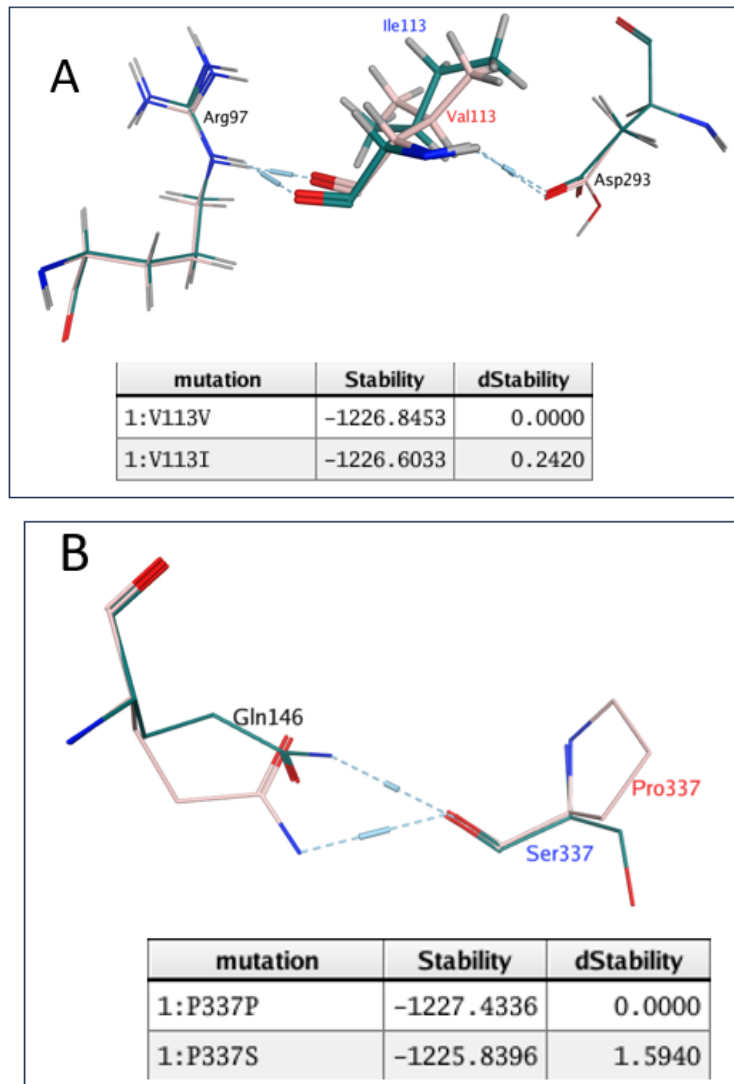 A
Ile113
Arg97
Val113
Asp293
mutation Stability dStability
1:V113V -1226.8453 0.0000
1:V113I -1226.6033 0.2420
B
Gln146
Pro337
Ser337
mutation Stability dStability
1:P337P -1227.4336 0.0000
1:P337S -1225.8396 1.5940